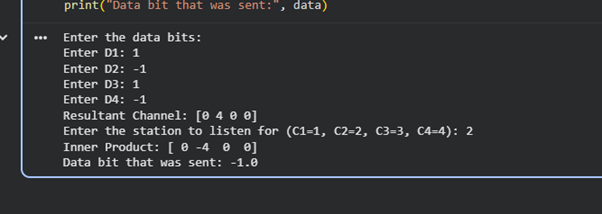 print("Data bit that was sent:", data)
Enter the data bits:
Enter D1: 1
Enter D2: -1
Enter D3: 1
Enter D4: -1
Resultant Channel: [0 4 0 0]
Enter the station to listen for (C1=1, C2=2, C3=3, C4=4): 2
Inner Product: [ 0 -4  0  0]
Data bit that was sent: -1.0